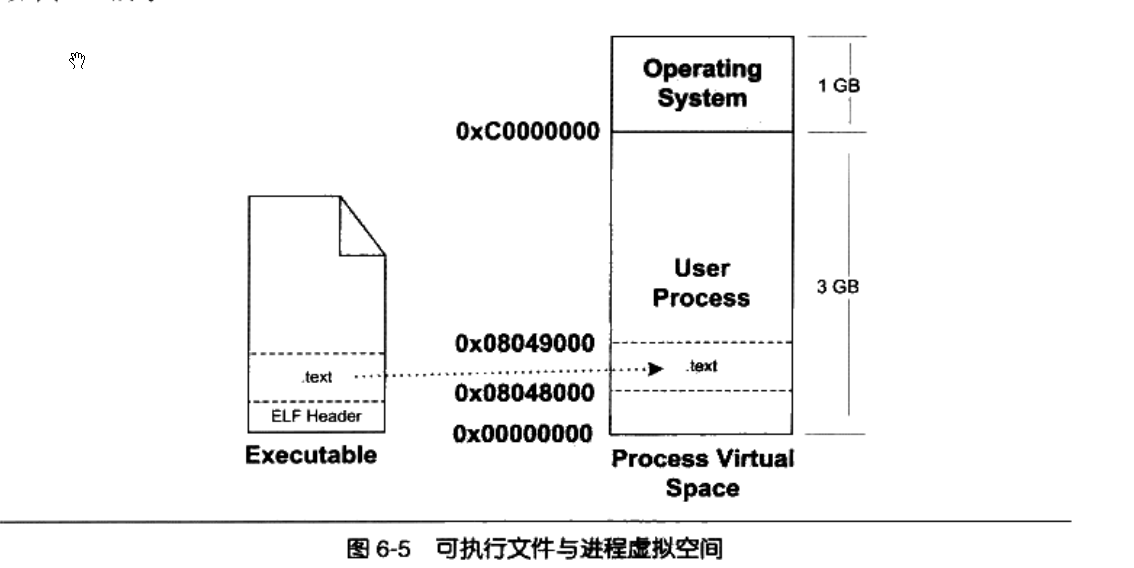 Operating
System
1 GB
0xC0000000
User
Process
3 GB
0x08049000
.text
.text
0x08048000
ELF Header
0x00000000
Executable
Process Virtual
Space
图 6-5 可执行文件与进程虚拟空间